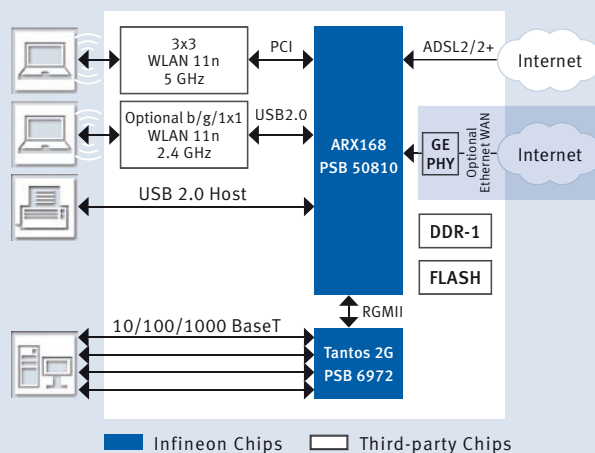 3x3
WLAN 11n
5 GHz
PCI
ADSL2/2+
Internet
Optional b/g/1x1
WLAN 11n
2.4 GHz
USB2.0
ARX168
PSB 50810
GE
PHY
Optional
Ethernet WAN
Internet
USB 2.0 Host
DDR-1
FLASH
RGMII
10/100/1000 BaseT
Tantos 2G
PSB 6972
Infineon Chips
Third-party Chips